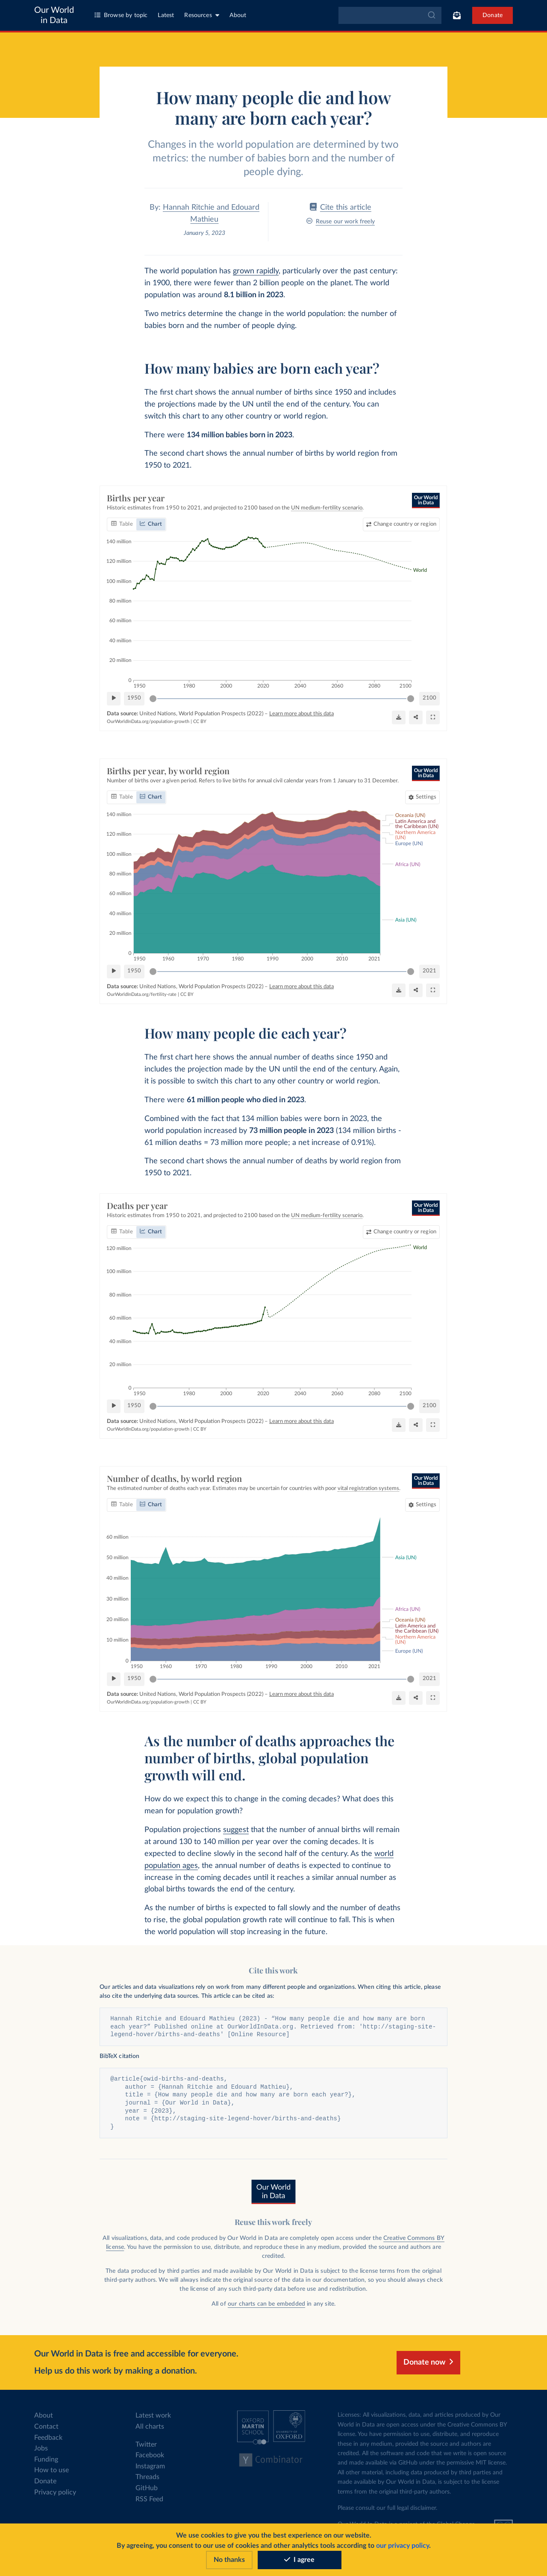 Our World
in Data
Browse by topic
Latest
Resources
About
Donate
How many people die and how
many are born each year?
Changes in the world population are determined by two
metrics: the number of babies born and the number of
people dying.
By: Hannah Ritchie and Edouard
Mathieu
January 5, 2023
Cite this article
Reuse our work freely
The world population has grown rapidly, particularly over the past century:
in 1900, there were fewer than 2 billion people on the planet. The world
population was around 8.1 billion in 2023.
Two metrics determine the change in the world population: the number of
babies born and the number of people dying.
How many babies are born each year?
The first chart shows the annual number of births since 1950 and includes
the projections made by the UN until the end of the century. You can
switch this chart to any other country or world region.
There were 134 million babies born in 2023.
The second chart shows the annual number of births by world region from
1950 to 2021.
Births per year
Historic estimates from 1950 to 2021, and projected to 2100 based on the UN medium-fertility scenario.
Our World
in Data
Table
Chart
Change country or region
140 million
120 million
100 million
80 million
60 million
40 million
20 million
0
World
1950
1980
2000
2020
2040
2060
2080
2100
1950
2100
Data source: United Nations, World Population Prospects (2022) – Learn more about this data
OurWorldInData.org/population-growth | CC BY
Births per year, by world region
Number of births over a given period. Refers to live births for annual civil calendar years from 1 January to 31 December.
Our World
in Data
Table
Chart
Settings
140 million
120 million
100 million
80 million
60 million
40 million
20 million
0
Oceania (UN)
Latin America and
the Caribbean (UN)
Northern America
(UN)
Europe (UN)
Africa (UN)
Asia (UN)
1950
1960
1970
1980
1990
2000
2010
2021
1950
2021
Data source: United Nations, World Population Prospects (2022) – Learn more about this data
OurWorldInData.org/fertility-rate | CC BY
How many people die each year?
The first chart here shows the annual number of deaths since 1950 and
includes the projection made by the UN until the end of the century. Again,
it is possible to switch this chart to any other country or world region.
There were 61 million people who died in 2023.
Combined with the fact that 134 million babies were born in 2023, the
world population increased by 73 million people in 2023 (134 million births -
61 million deaths = 73 million more people; a net increase of 0.91%).
The second chart shows the annual number of deaths by world region from
1950 to 2021.
Deaths per year
Historic estimates from 1950 to 2021, and projected to 2100 based on the UN medium-fertility scenario.
Our World
in Data
Table
Chart
Change country or region
120 million
100 million
80 million
60 million
40 million
20 million
0
World
1950
1980
2000
2020
2040
2060
2080
2100
1950
2100
Data source: United Nations, World Population Prospects (2022) – Learn more about this data
OurWorldInData.org/population-growth | CC BY
Number of deaths, by world region
The estimated number of deaths each year. Estimates may be uncertain for countries with poor vital registration systems.
Our World
in Data
Table
Chart
Settings
60 million
50 million
40 million
30 million
20 million
10 million
0
Asia (UN)
Africa (UN)
Oceania (UN)
Latin America and
the Caribbean (UN)
Northern America
(UN)
Europe (UN)
1950
1960
1970
1980
1990
2000
2010
2021
1950
2021
Data source: United Nations, World Population Prospects (2022) – Learn more about this data
OurWorldInData.org/population-growth | CC BY
As the number of deaths approaches the
number of births, global population
growth will end.
How do we expect this to change in the coming decades? What does this
mean for population growth?
Population projections suggest that the number of annual births will remain
at around 130 to 140 million per year over the coming decades. It is
expected to decline slowly in the second half of the century. As the world
population ages, the annual number of deaths is expected to continue to
increase in the coming decades until it reaches a similar annual number as
global births towards the end of the century.
As the number of births is expected to fall slowly and the number of deaths
to rise, the global population growth rate will continue to fall. This is when
the world population will stop increasing in the future.
Cite this work
Our articles and data visualizations rely on work from many different people and organizations. When citing this article, please
also cite the underlying data sources. This article can be cited as:
Hannah Ritchie and Edouard Mathieu (2023) - “How many people die and how many are born
each year?” Published online at OurWorldInData.org. Retrieved from: 'http://staging-site-
legend-hover/births-and-deaths' [Online Resource]
BibTeX citation
@article{owid-births-and-deaths,
author = {Hannah Ritchie and Edouard Mathieu},
title = {How many people die and how many are born each year?},
journal = {Our World in Data},
year = {2023},
note = {http://staging-site-legend-hover/births-and-deaths}
}
Our World
in Data
Reuse this work freely
All visualizations, data, and code produced by Our World in Data are completely open access under the Creative Commons BY
license. You have the permission to use, distribute, and reproduce these in any medium, provided the source and authors are
credited.
The data produced by third parties and made available by Our World in Data is subject to the license terms from the original
third-party authors. We will always indicate the original source of the data in our documentation, so you should always check
the license of any such third-party data before use and redistribution.
All of our charts can be embedded in any site.
Our World in Data is free and accessible for everyone.
Help us do this work by making a donation.
Donate now
About
Contact
Feedback
Jobs
Funding
How to use
Donate
Privacy policy
Latest work
All charts
Twitter
Facebook
Instagram
Threads
GitHub
RSS Feed
OXFORD
MARTIN
SCHOOL
OXFORD
Y Combinator
Licenses: All visualizations, data, and articles produced by Our
World in Data are open access under the Creative Commons BY
license. You have permission to use, distribute, and reproduce
these in any medium, provided the source and authors are
credited. All the software and code that we write is open source
and made available via GitHub under the permissive MIT license.
All other material, including data produced by third parties and
made available by Our World in Data, is subject to the license
terms from the original third-party authors.
Please consult our full legal disclaimer.
We use cookies to give you the best experience on our website.
By agreeing, you consent to our use of cookies and other analytics tools according to our privacy policy.
No thanks
I agree